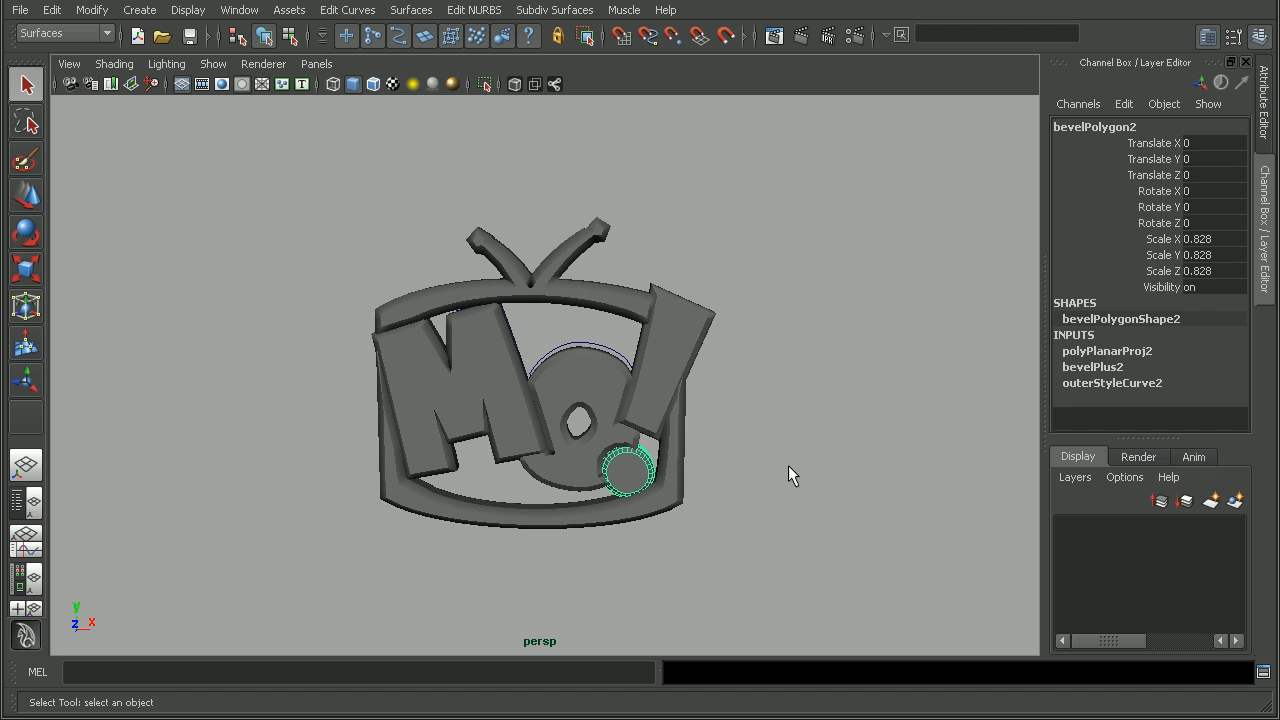 File Edit Modify Create Display Window Assets Edit Curves Surfaces Edit NURBS Subdiv Surfaces Muscle Help
Surfaces
View Shading Lighting Show Renderer Panels
Channel Box / Layer Editor
Channels Edit Object Show
bevelPolygon2
Translate X 0
Translate Y 0
Translate Z 0
Rotate X 0
Rotate Y 0
Rotate Z 0
Scale X 0.828
Scale Y 0.828
Scale Z 0.828
Visibility on
SHAPES
bevelPolygonShape2
INPUTS
polyPlanarProj2
bevelPlus2
outerStyleCurve2
Attribute Editor
Channel Box / Layer Editor
Display Render Anim
Layers Options Help
MO!
y
z x
persp
MEL
Select Tool: select an object